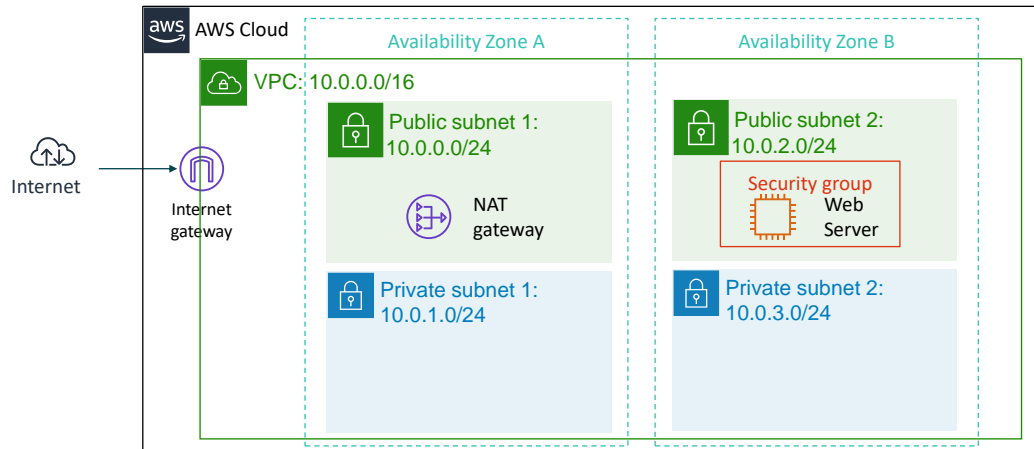 aws
AWS Cloud
Availability Zone A
Availability Zone B
VPC: 10.0.0.0/16
Public subnet 1:
10.0.0.0/24
Public subnet 2:
10.0.2.0/24
Internet
Internet
gateway
NAT
gateway
Security group
Web
Server
Private subnet 1:
10.0.1.0/24
Private subnet 2:
10.0.3.0/24